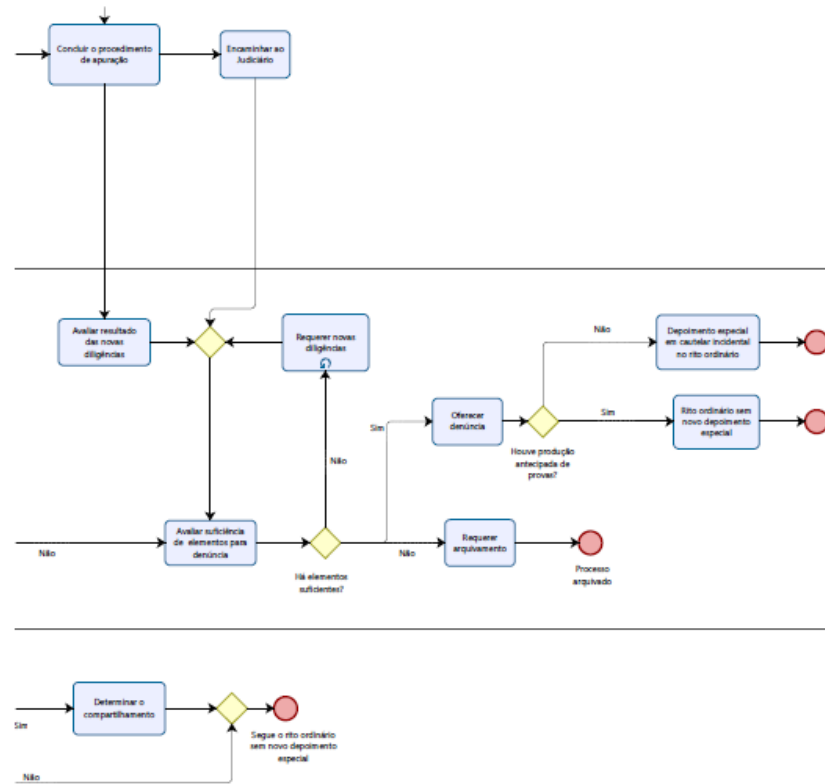 Concluir o procedimento
de apuração
Encaminhar ao
Judiciário
Avaliar resultado
das novas
diligências
Requerer novas
diligências
Não
Depoimento especial
em cautelar incidental
no rito ordinário
Sim
Oferecer
denúncia
Sim
Rito ordinário sem
novo depoimento
especial
Houve produção
antecipada de
provas?
Não
Não
Avaliar suficiência
de elementos para
denúncia
Há elementos
suficientes?
Não
Requerer
arquivamento
Processo
arquivado
Sim
Determinar o
compartilhamento
Segue o rito ordinário
sem novo depoimento
especial
Não